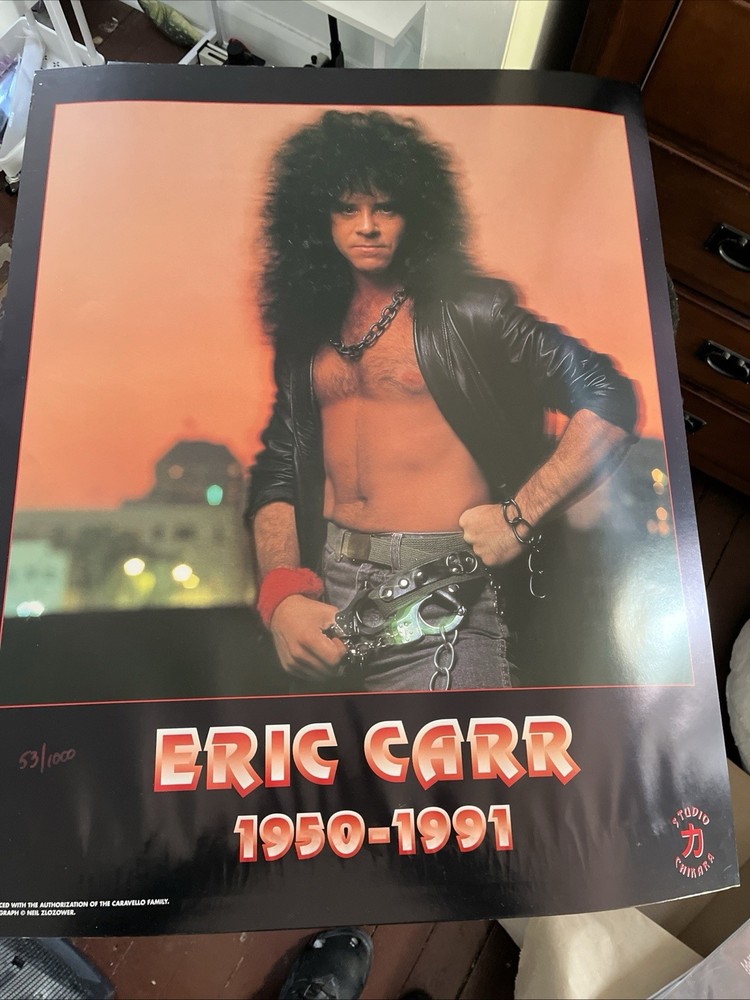 53/1000
ERIC CARR
1950-1991
STUDIO
力
CHIKARA
CED WITH THE AUTHORIZATION OF THE CARAVELLO FAMILY.
GRAPH © NEIL ZLOZOWER.